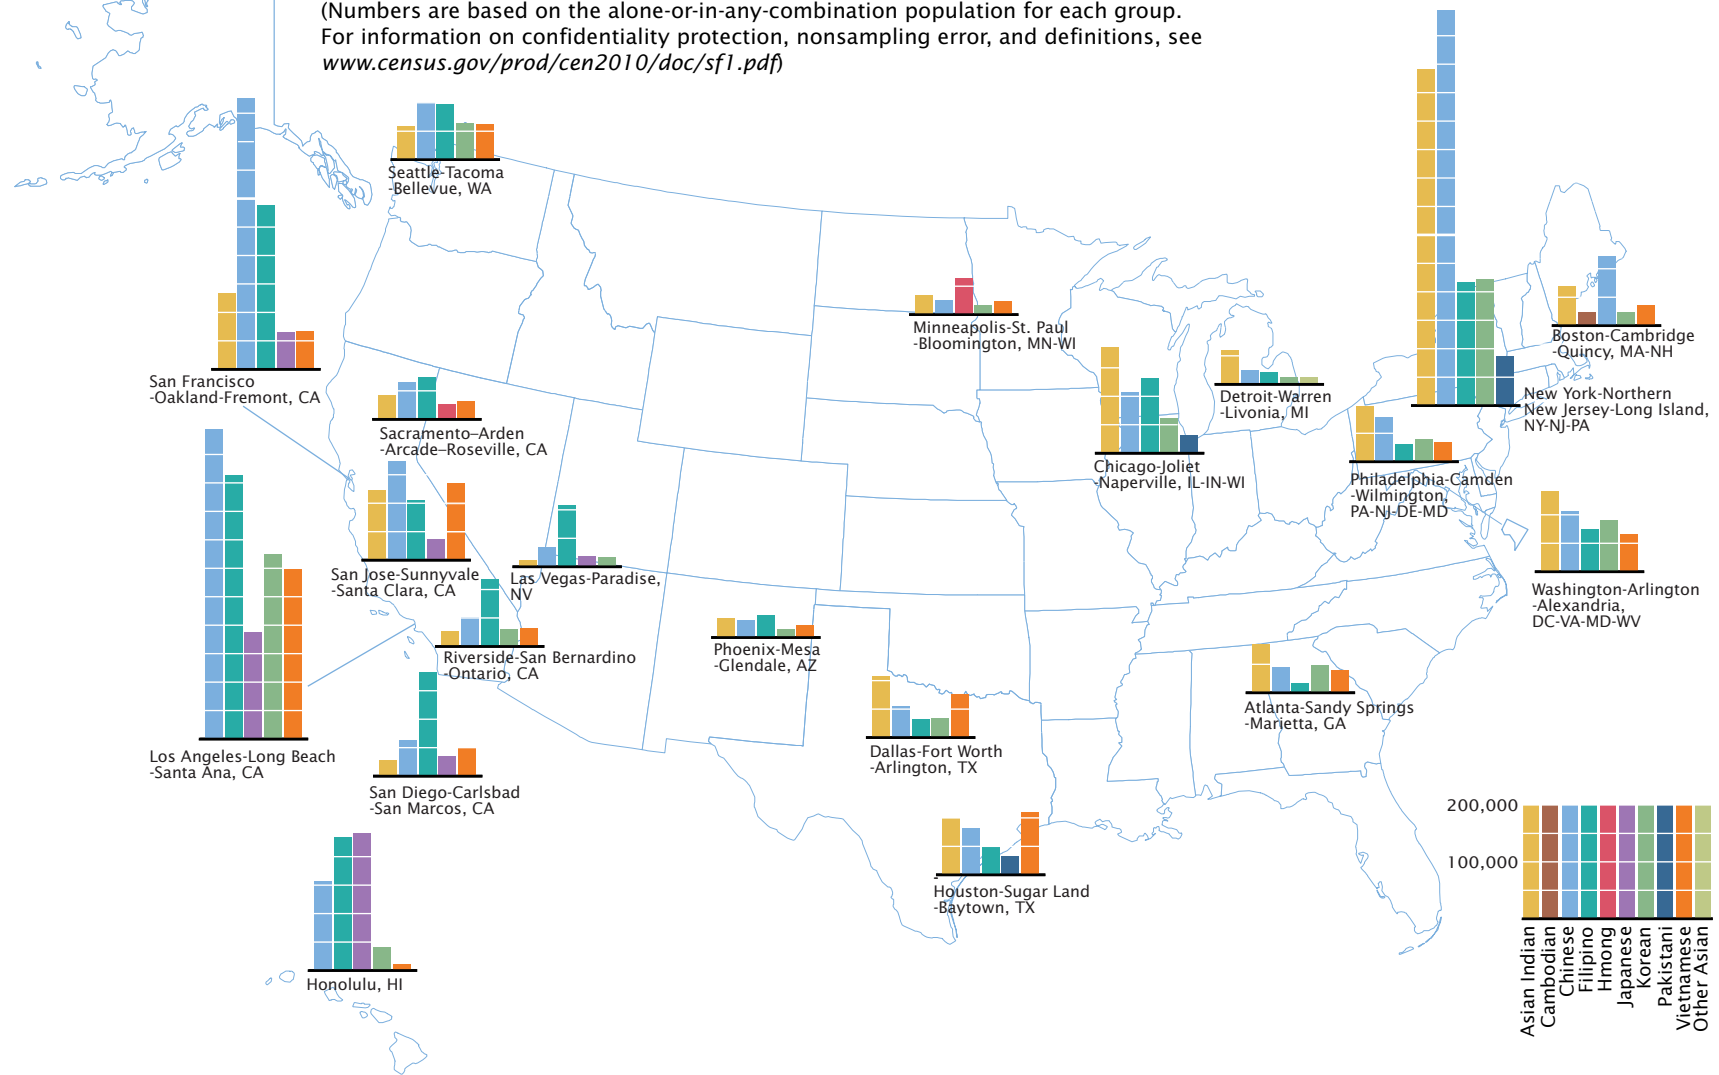 (Numbers are based on the alone-or-in-any-combination population for each group.
For information on confidentiality protection, nonsampling error, and definitions, see
www.census.gov/prod/cen2010/doc/sf1.pdf)
Seattle-Tacoma
-Bellevue, WA
Minneapolis-St. Paul
-Bloomington, MN-WI
Boston-Cambridge
-Quincy, MA-NH
San Francisco
-Oakland-Fremont, CA
Detroit-Warren
-Livonia, MI
New York-Northern
New Jersey-Long Island,
NY-NJ-PA
Sacramento–Arden
-Arcade–Roseville, CA
Chicago-Joliet
-Naperville, IL-IN-WI
Philadelphia-Camden
-Wilmington,
PA-NJ-DE-MD
San Jose-Sunnyvale
-Santa Clara, CA
Las Vegas-Paradise,
NV
Washington-Arlington
-Alexandria,
DC-VA-MD-WV
Riverside-San Bernardino
-Ontario, CA
Phoenix-Mesa
-Glendale, AZ
Atlanta-Sandy Springs
-Marietta, GA
Los Angeles-Long Beach
-Santa Ana, CA
Dallas-Fort Worth
-Arlington, TX
San Diego-Carlsbad
-San Marcos, CA
Houston-Sugar Land
-Baytown, TX
Honolulu, HI
200,000
100,000
Asian Indian
Cambodian
Chinese
Filipino
Hmong
Japanese
Korean
Pakistani
Vietnamese
Other Asian